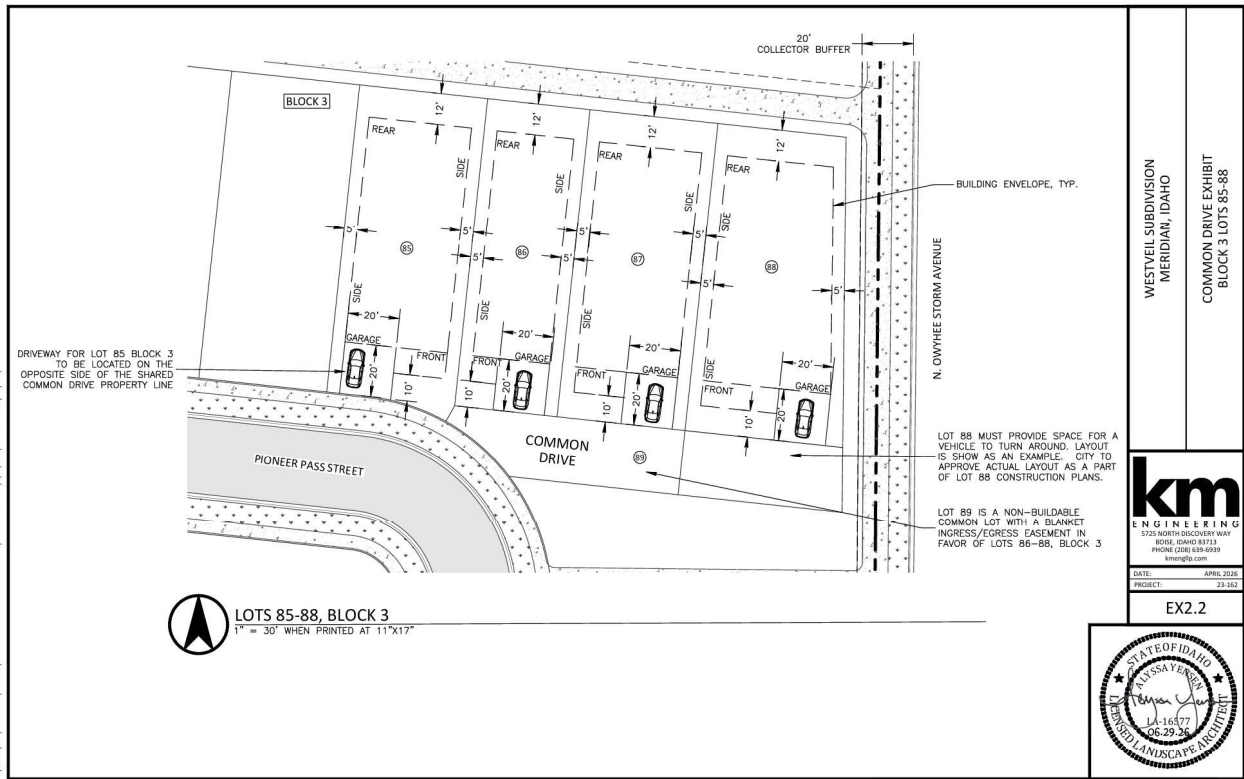 20'
COLLECTOR BUFFER
BLOCK 3
12'
12'
12'
12'
REAR
REAR
REAR
REAR
SIDE
SIDE
SIDE
SIDE
BUILDING ENVELOPE, TYP.
5'
5'
5'
5'
5'
5'
5'
5'
85
86
87
88
SIDE
SIDE
SIDE
SIDE
N. OWYHEE STORM AVENUE
20'
20'
20'
20'
GARAGE
GARAGE
GARAGE
GARAGE
FRONT
FRONT
FRONT
FRONT
20'
20'
20'
20'
10'
10'
10'
10'
DRIVEWAY FOR LOT 85 BLOCK 3
TO BE LOCATED ON THE
OPPOSITE SIDE OF THE SHARED
COMMON DRIVE PROPERTY LINE
COMMON
DRIVE
89
PIONEER PASS STREET
LOT 88 MUST PROVIDE SPACE FOR A
VEHICLE TO TURN AROUND. LAYOUT
IS SHOW AS AN EXAMPLE. CITY TO
APPROVE ACTUAL LAYOUT AS A PART
OF LOT 88 CONSTRUCTION PLANS.
LOT 89 IS A NON-BUILDABLE
COMMON LOT WITH A BLANKET
INGRESS/EGRESS EASEMENT IN
FAVOR OF LOTS 86-88, BLOCK 3
LOTS 85-88, BLOCK 3
1" = 30' WHEN PRINTED AT 11"X17"
WESTVEIL SUBDIVISION
MERIDIAN, IDAHO
COMMON DRIVE EXHIBIT
BLOCK 3 LOTS 85-88
km
ENGINEERING
5725 NORTH DISCOVERY WAY
BOISE, IDAHO 83713
PHONE (208) 639-6939
kmengllp.com
DATE: APRIL 2026
PROJECT: 23-162
EX2.2
STATE OF IDAHO
ALYSSA YENSEN
LA-16577
06.29.26
LICENSED LANDSCAPE ARCHITECT